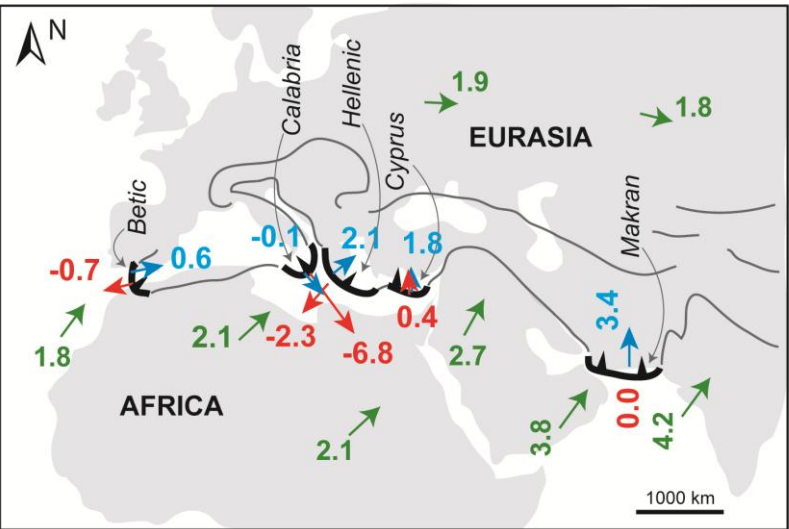 N
Calabria
Hellenic
1.9
1.8
EURASIA
Cyprus
Betic
Makran
-0.1
2.1
1.8
0.6
-0.7
3.4
0.4
1.8
2.1
-2.3
-6.8
2.7
AFRICA
0.0
3.8
4.2
2.1
1000 km